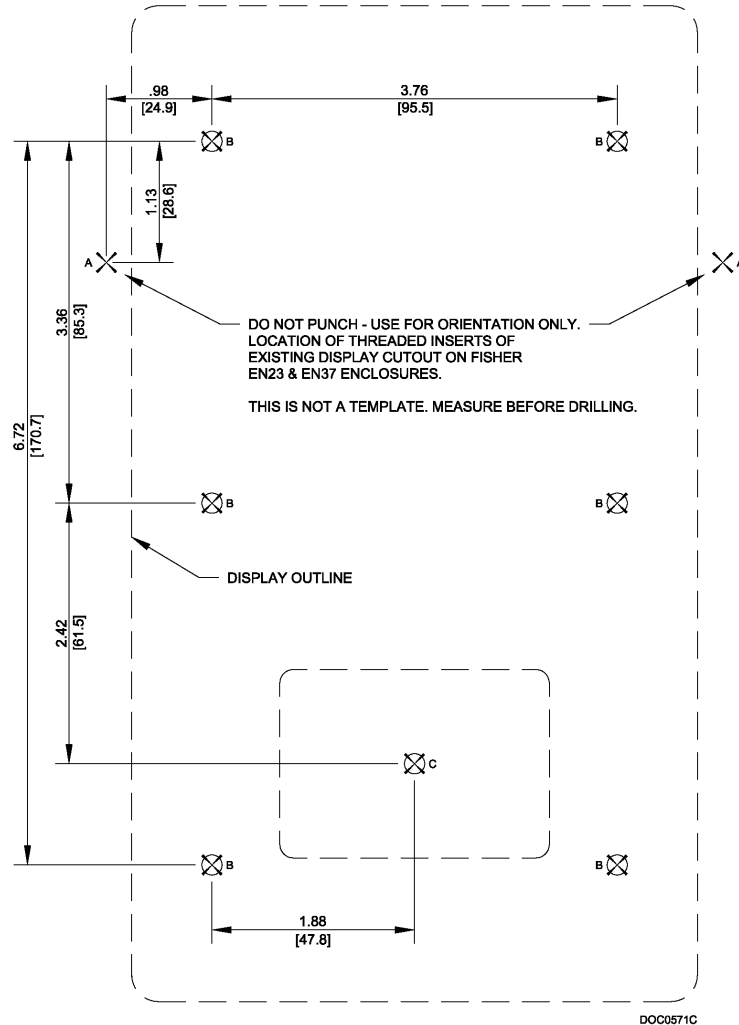 .98
[24.9]
3.76
[95.5]
B
B
1.13
[28.6]
A
A
3.36
[85.3]
DO NOT PUNCH - USE FOR ORIENTATION ONLY.
LOCATION OF THREADED INSERTS OF
EXISTING DISPLAY CUTOUT ON FISHER
EN23 & EN37 ENCLOSURES.
THIS IS NOT A TEMPLATE. MEASURE BEFORE DRILLING.
6.72
[170.7]
B
B
DISPLAY OUTLINE
2.42
[61.5]
C
B
B
1.88
[47.8]
DOC0571C